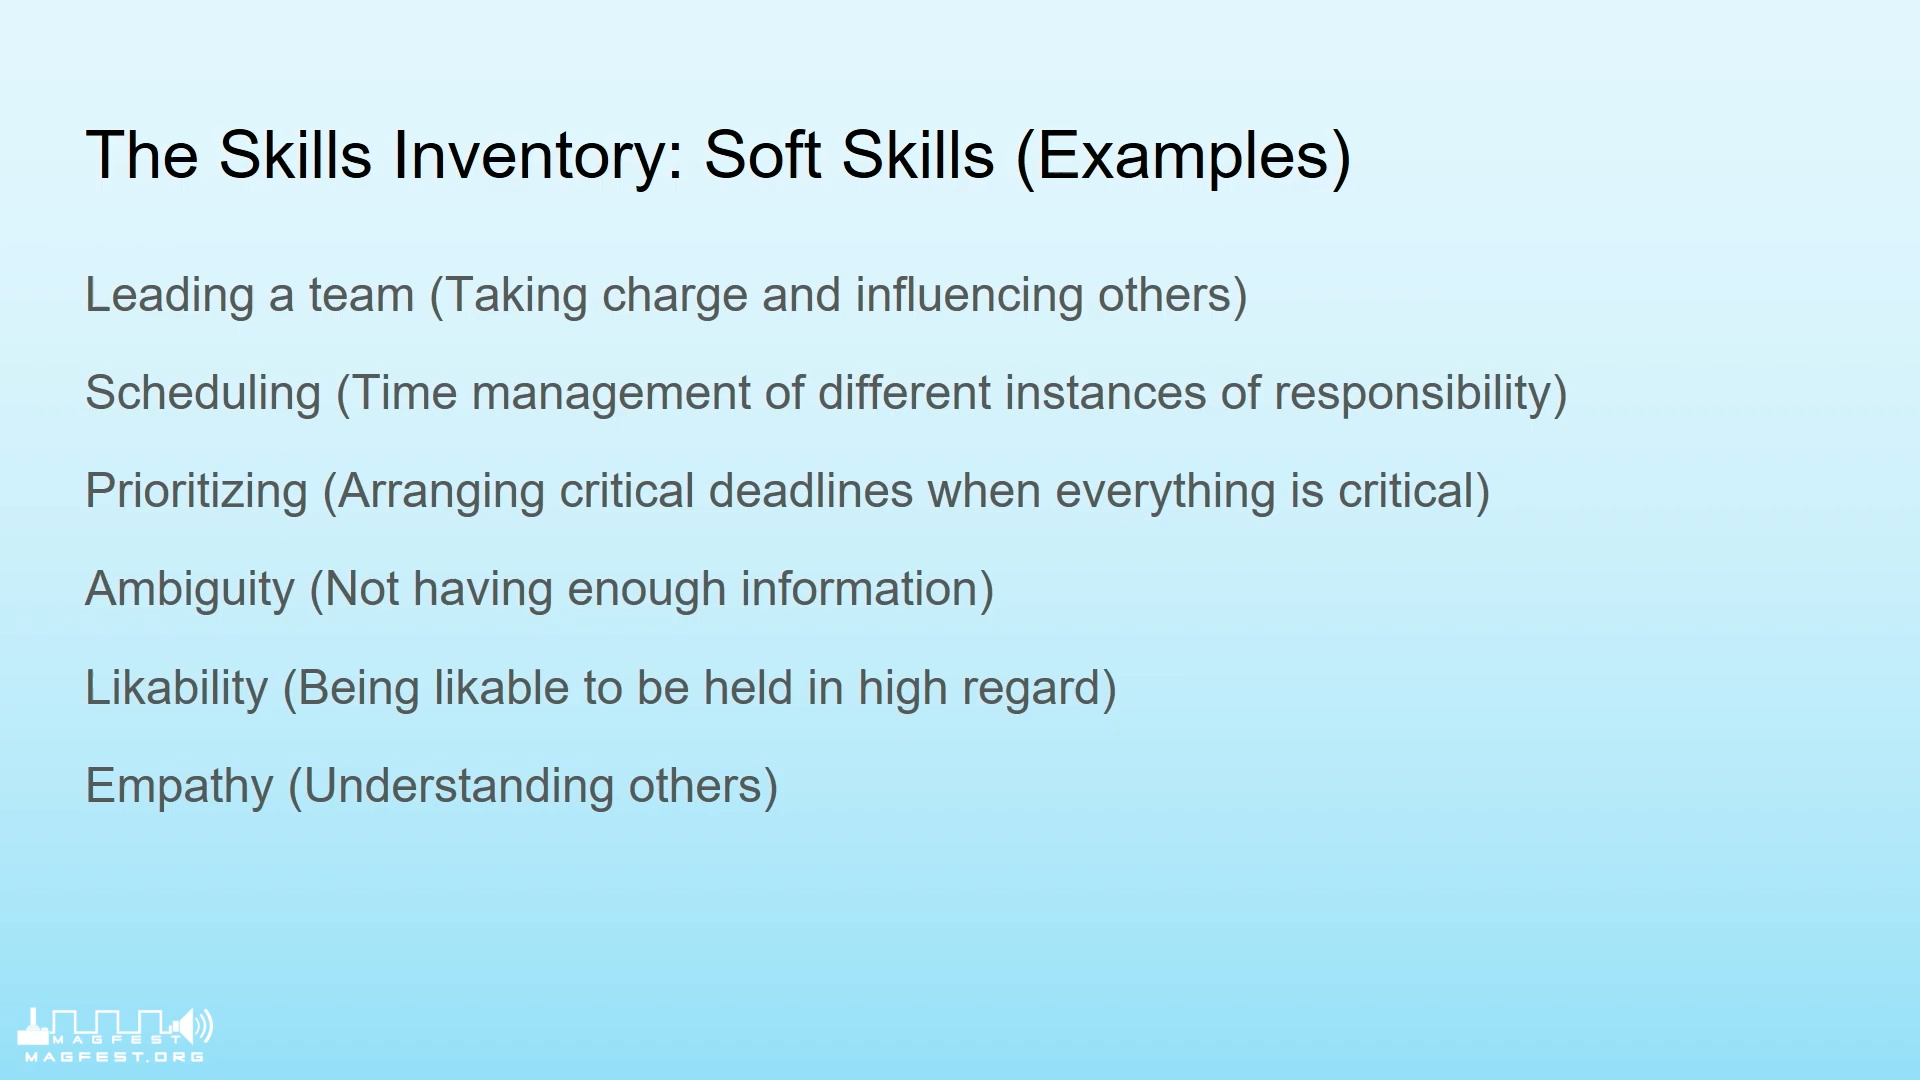 The Skills Inventory: Soft Skills (Examples)
Leading a team (Taking charge and influencing others)
Scheduling (Time management of different instances of responsibility)
Prioritizing (Arranging critical deadlines when everything is critical)
Ambiguity (Not having enough information)
Likability (Being likable to be held in high regard)
Empathy (Understanding others)
MAGFEST
MAGFEST.ORG